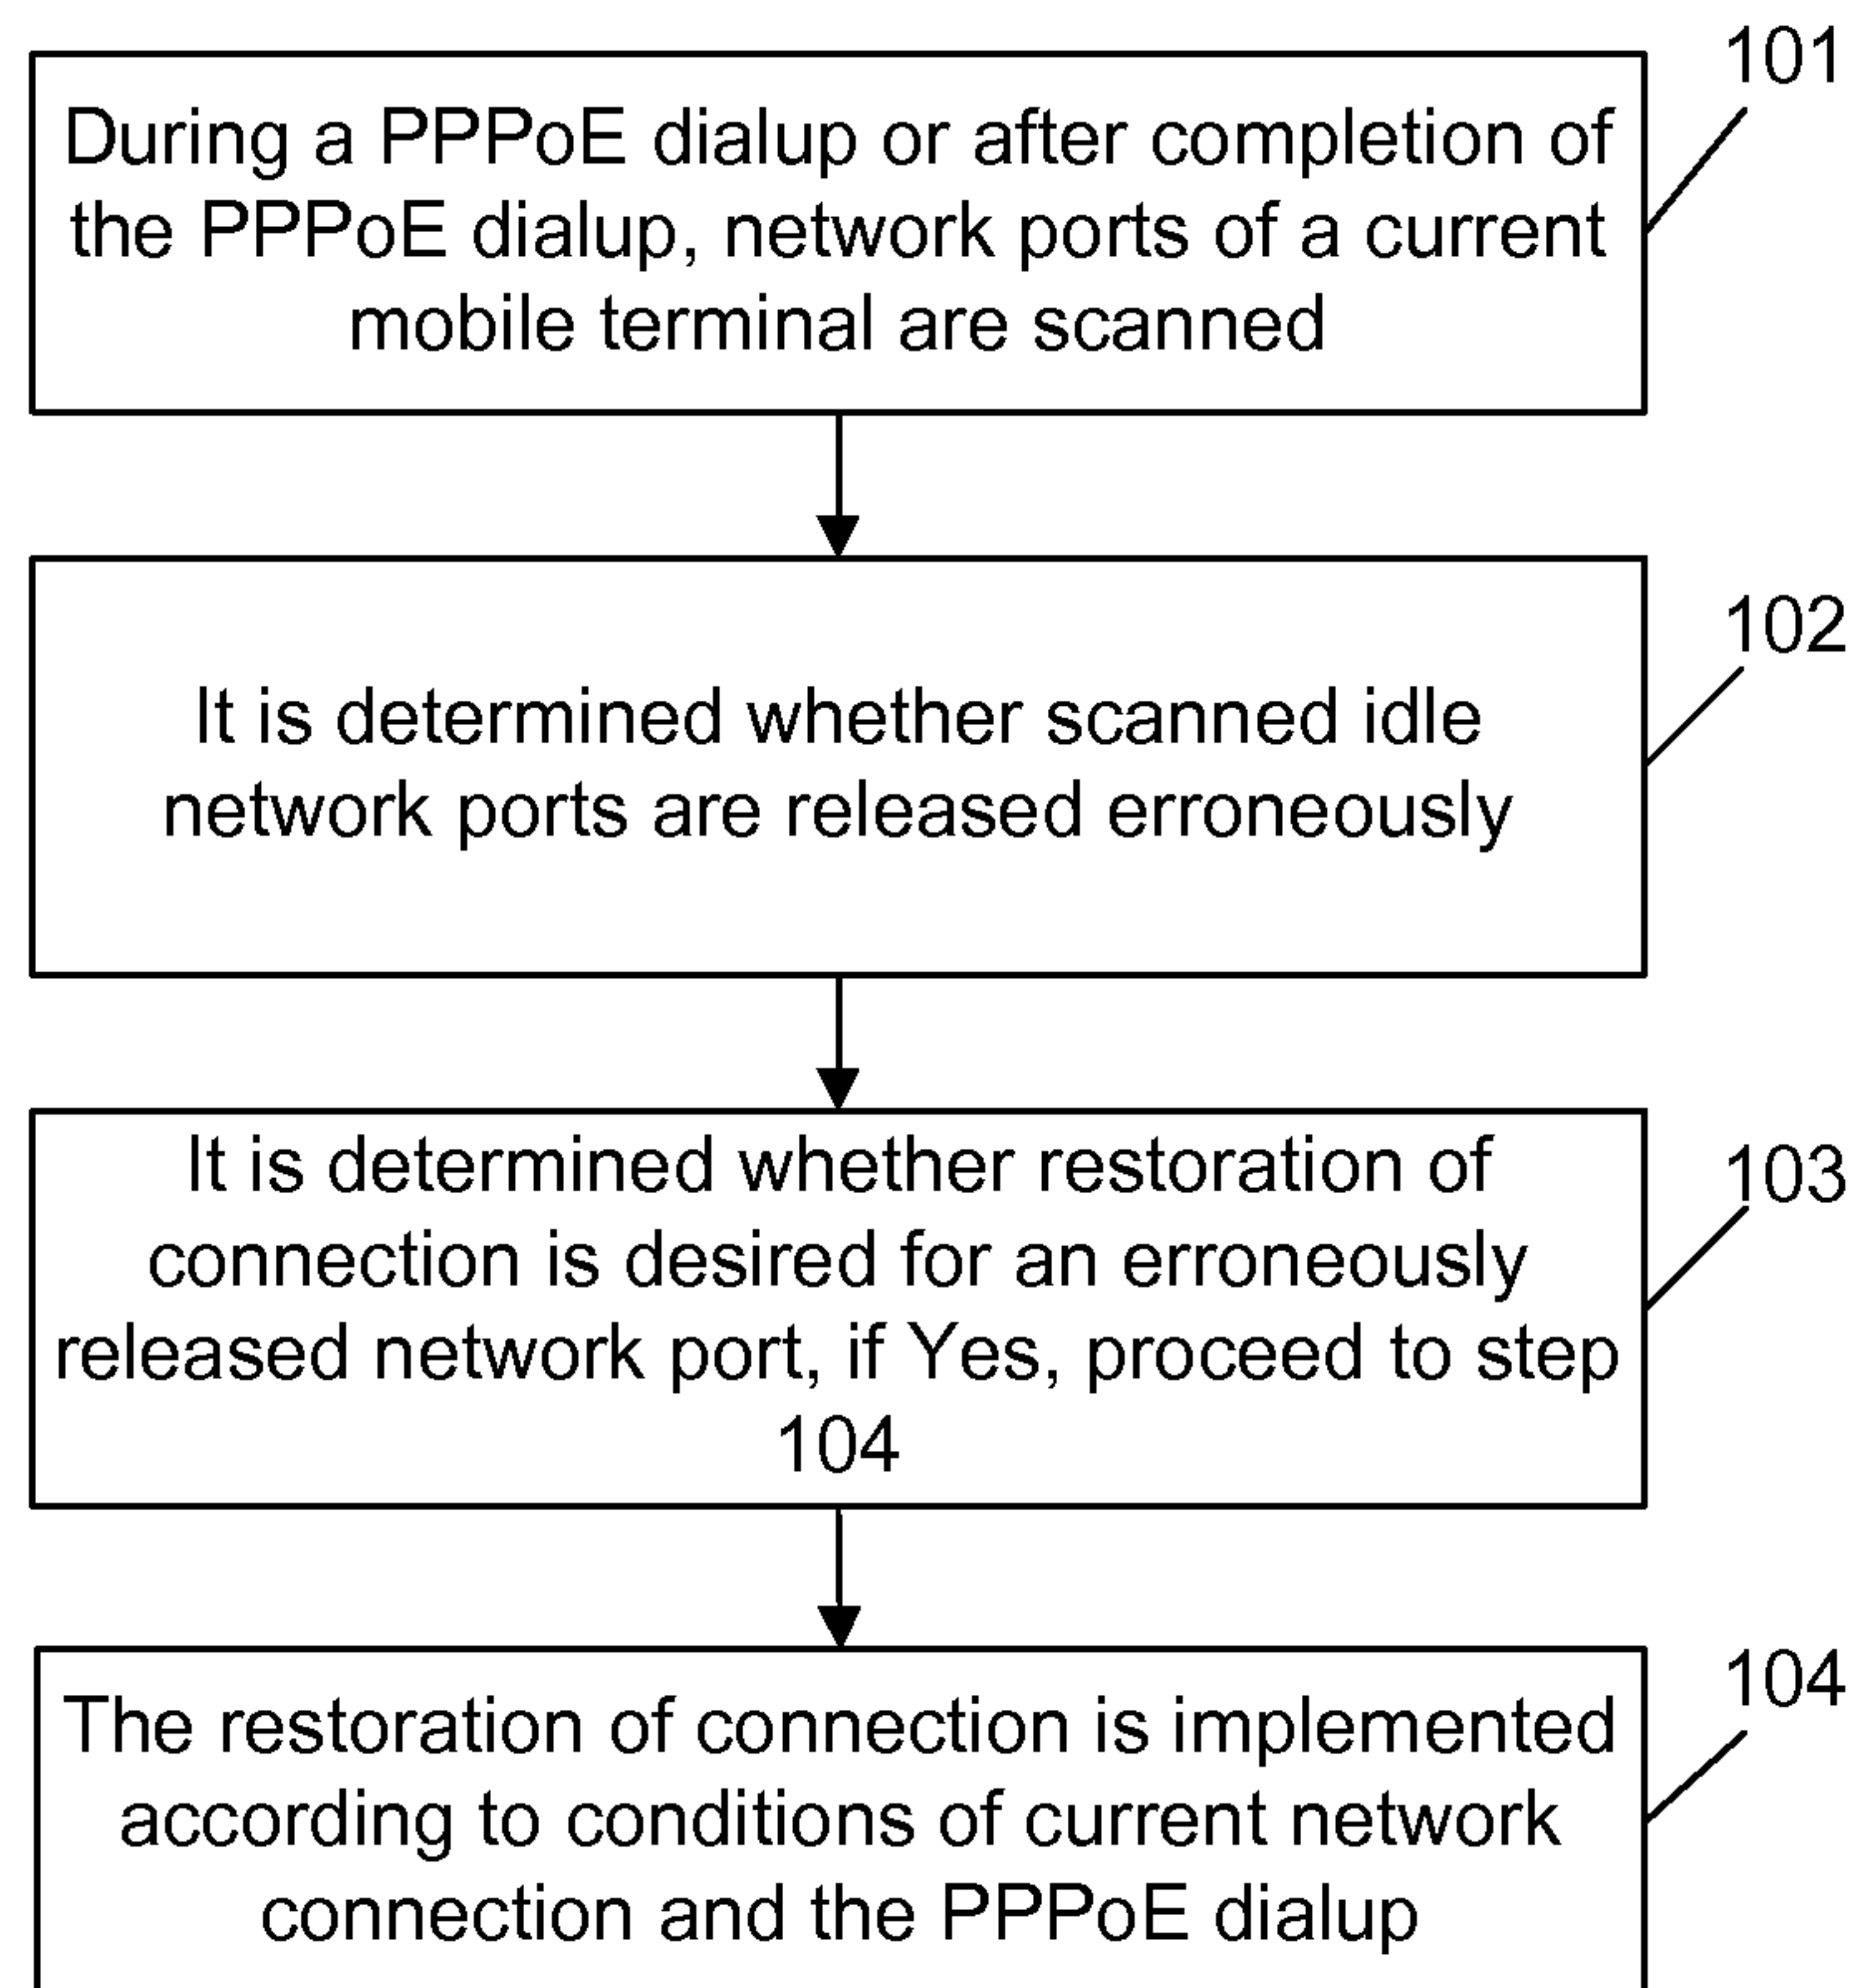 101
During a PPPoE dialup or after completion of
the PPPoE dialup, network ports of a current
mobile terminal are scanned
102
It is determined whether scanned idle
network ports are released erroneously
103
It is determined whether restoration of
connection is desired for an erroneously
released network port, if Yes, proceed to step
104
104
The restoration of connection is implemented
according to conditions of current network
connection and the PPPoE dialup